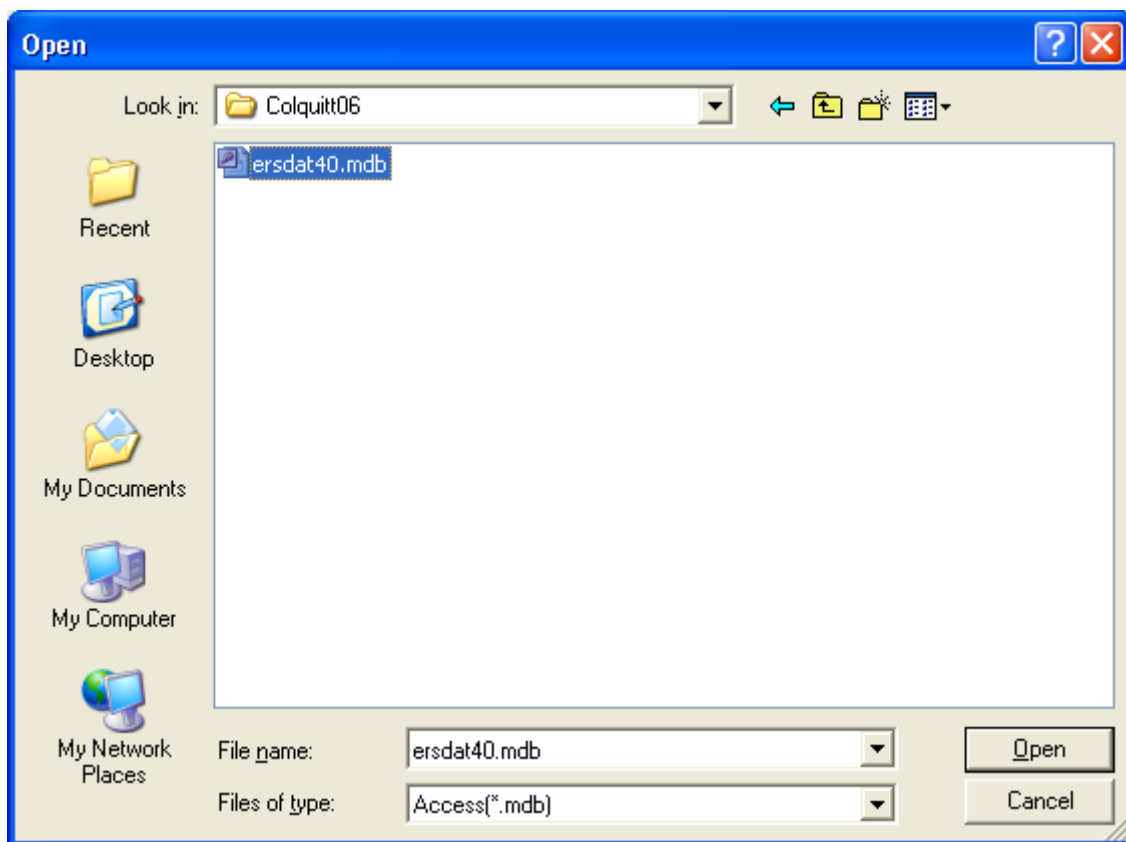 Open
Look in: Colquitt06
ersdat40.mdb
Recent
Desktop
My Documents
My Computer
My Network
Places
File name: ersdat40.mdb
Open
Files of type: Access(*.mdb)
Cancel